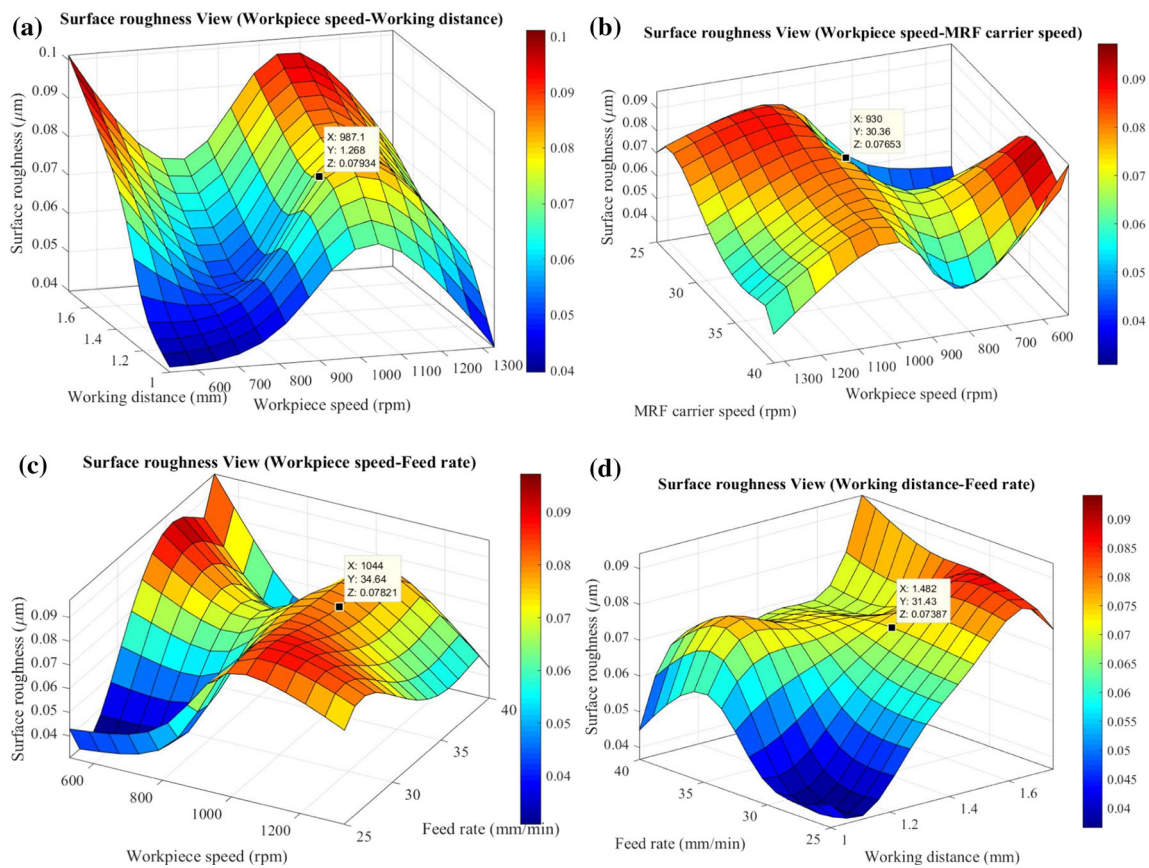 (a)
Surface roughness View (Workpiece speed-Working distance)
0.1
0.09
0.08
0.07
0.06
0.05
0.04
Surface roughness (μm)
X: 987.1
Y: 1.268
Z: 0.07934
1.6
1.4
1.2
1
Working distance (mm)
600
700
800
900
1000
1100
1200
1300
Workpiece speed (rpm)
0.1
0.09
0.08
0.07
0.06
0.05
0.04
(b)
Surface roughness View (Workpiece speed-MRF carrier speed)
0.09
0.08
0.07
0.06
0.05
0.04
Surface roughness (μm)
X: 930
Y: 30.36
Z: 0.07653
25
30
35
40
MRF carrier speed (rpm)
1300
1200
1100
1000
900
800
700
600
Workpiece speed (rpm)
0.09
0.08
0.07
0.06
0.05
0.04
(c)
Surface roughness View (Workpiece speed-Feed rate)
0.09
0.08
0.07
0.06
0.05
0.04
Surface roughness (μm)
X: 1044
Y: 34.64
Z: 0.07821
600
800
1000
1200
Workpiece speed (rpm)
25
30
35
40
Feed rate (mm/min)
0.09
0.08
0.07
0.06
0.05
0.04
(d)
Surface roughness View (Working distance-Feed rate)
0.09
0.08
0.07
0.06
0.05
0.04
Surface roughness (μm)
X: 1.482
Y: 31.43
Z: 0.07387
40
35
30
25
Feed rate (mm/min)
1
1.2
1.4
1.6
Working distance (mm)
0.09
0.085
0.08
0.075
0.07
0.065
0.06
0.055
0.05
0.045
0.04